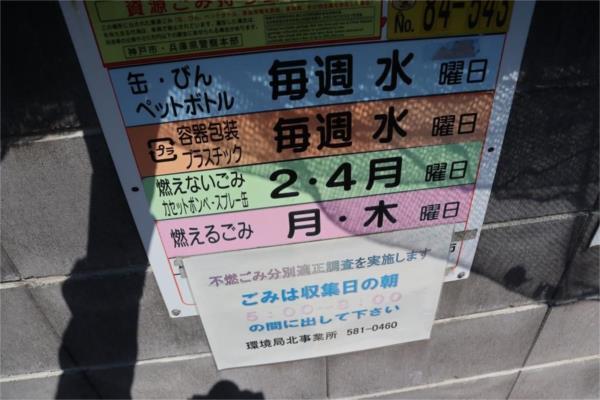 資源ごみ持
神戸市・兵庫県警察本部
No. 84-543
缶・びん
ペットボトル
毎週 水 曜日
プラ
容器包装
プラスチック
毎週 水 曜日
燃えないごみ
カセットボンベ・スプレー缶
2・4月 曜日
燃えるごみ
月・木 曜日
不燃ごみ分別適正調査を実施します
ごみは収集日の朝
5:00~8:00
の間に出して下さい
環境局北事業所 581-0460